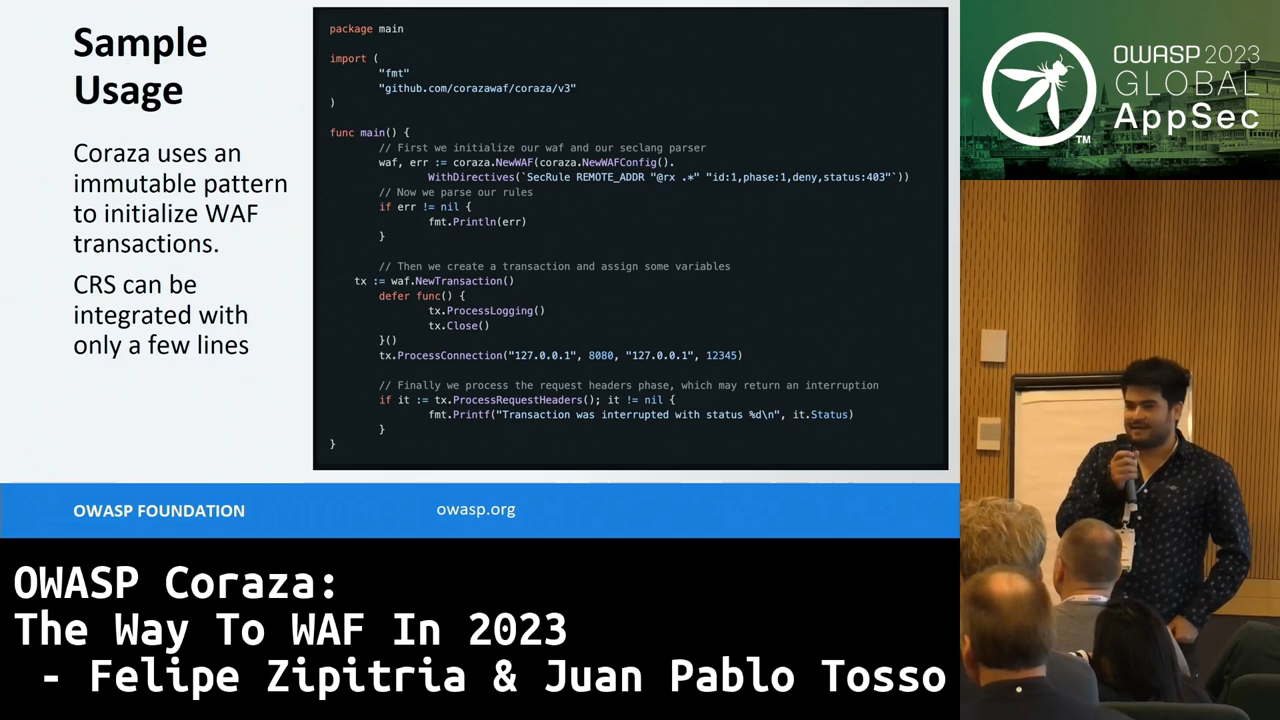 Sample
Usage
Coraza uses an
immutable pattern
to initialize WAF
transactions.
CRS can be
integrated with
only a few lines
package main
import (
"fmt"
"github.com/corazawaf/coraza/v3"
)
func main() {
// First we initialize our waf and our seclang parser
waf, err := coraza.NewWAF(coraza.NewWAFConfig().
WithDirectives(`SecRule REMOTE_ADDR "@rx .*" "id:1,phase:1,deny,status:403"`))
// Now we parse our rules
if err != nil {
fmt.Println(err)
}
// Then we create a transaction and assign some variables
tx := waf.NewTransaction()
defer func() {
tx.ProcessLogging()
tx.Close()
}()
tx.ProcessConnection("127.0.0.1", 8080, "127.0.0.1", 12345)
// Finally we process the request headers phase, which may return an interruption
if it := tx.ProcessRequestHeaders(); it != nil {
fmt.Printf("Transaction was interrupted with status %d\n", it.Status)
}
}
OWASP FOUNDATION
owasp.org
OWASP 2023
GLOBAL
AppSec
TM
OWASP Coraza:
The Way To WAF In 2023
- Felipe Zipitria & Juan Pablo Tosso